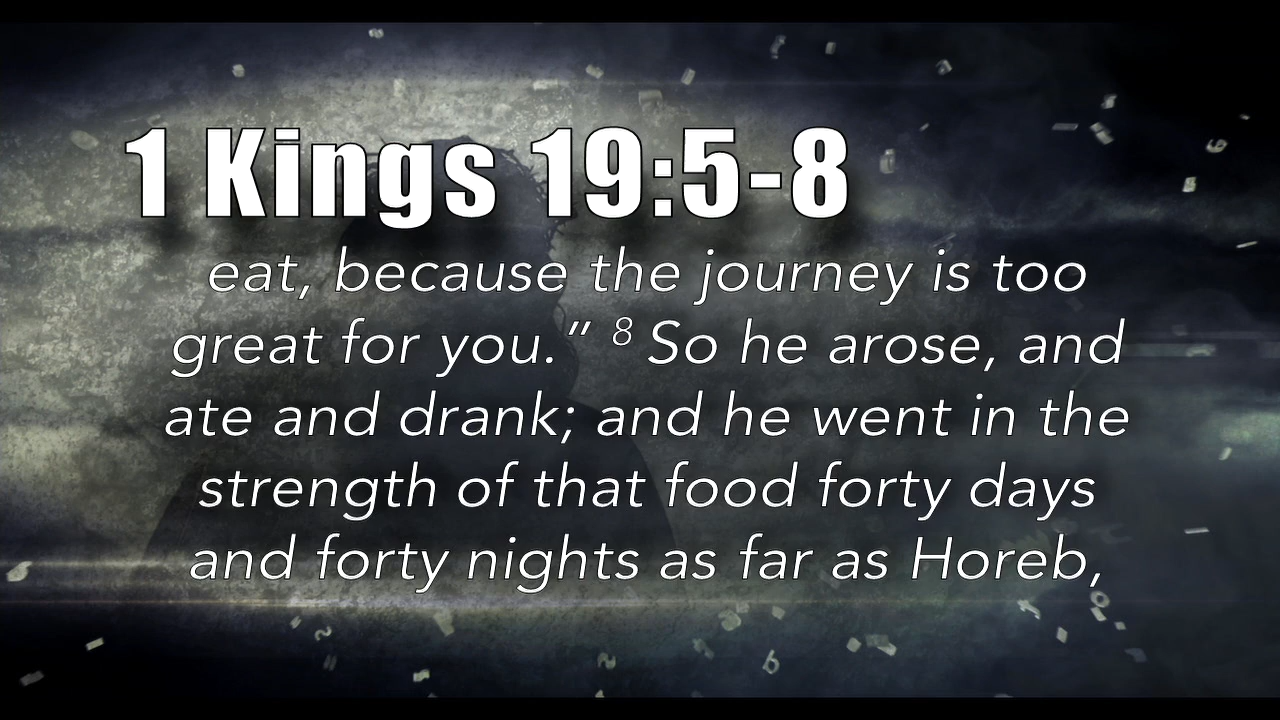 1 Kings 19:5-8
eat, because the journey is too
great for you.” ⁸ So he arose, and
ate and drank; and he went in the
strength of that food forty days
and forty nights as far as Horeb,